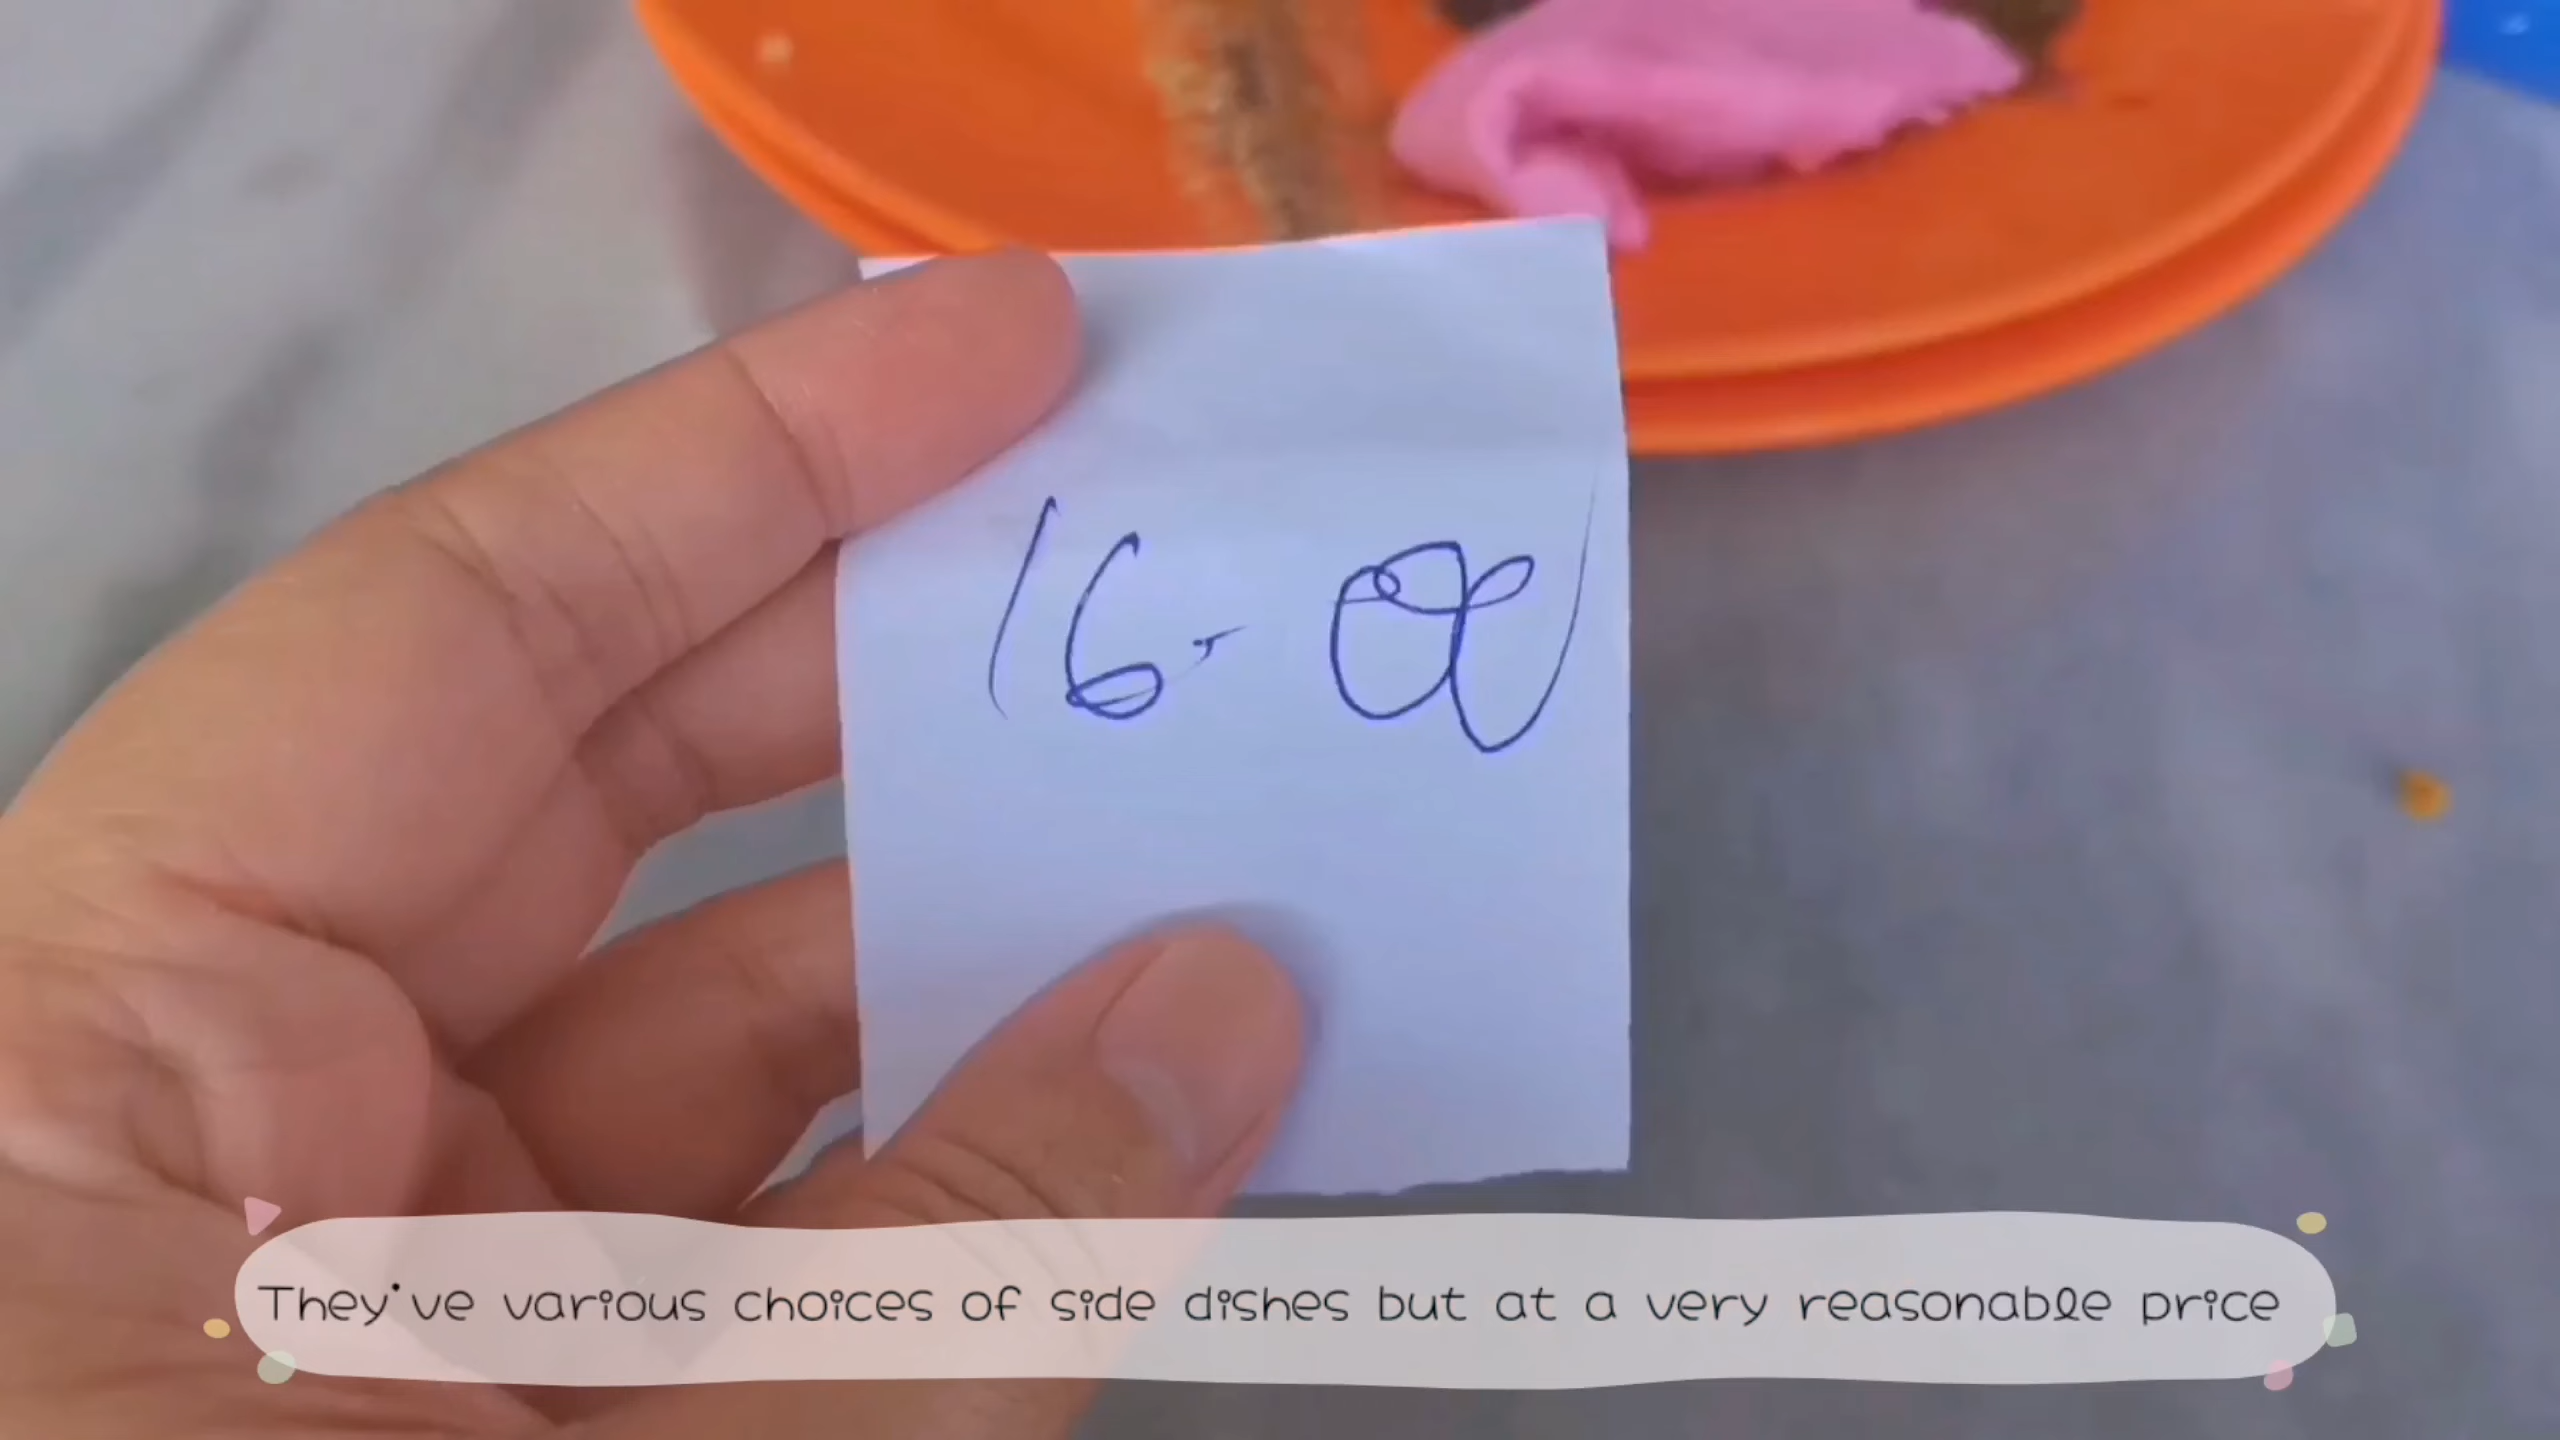 16-00
They've various choices of side dishes but at a very reasonable price